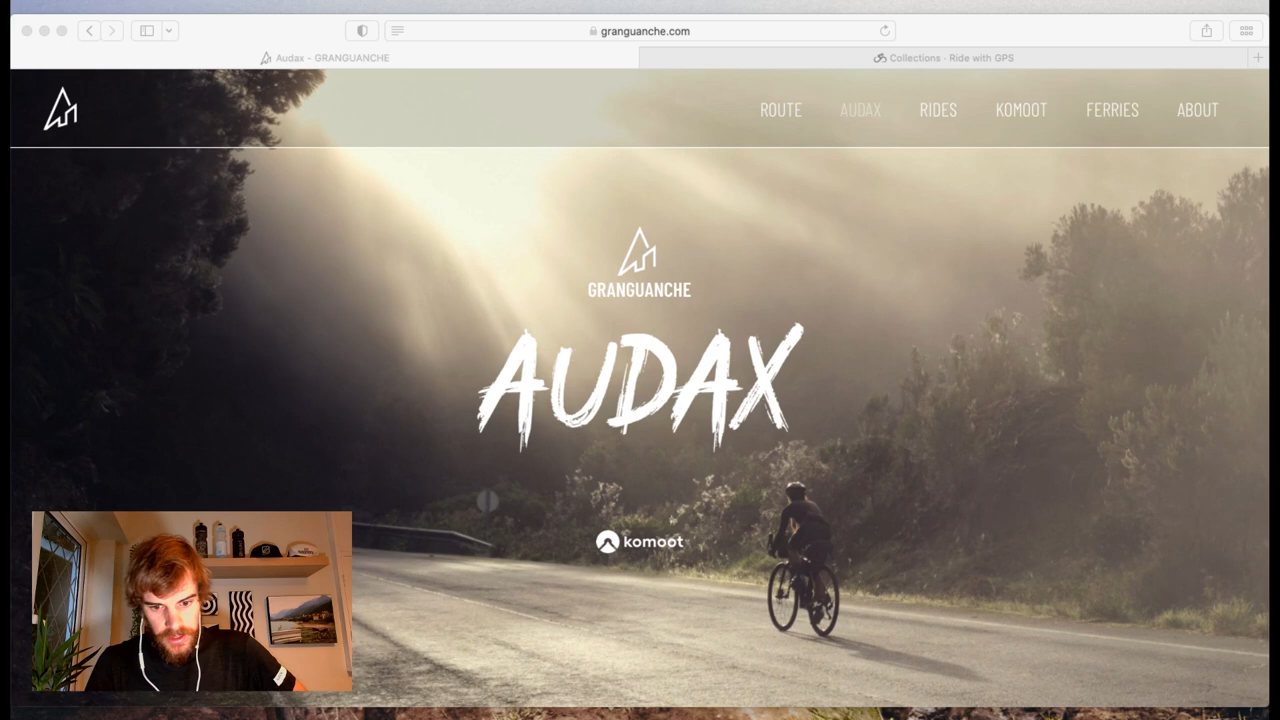 granguanche.com
Audax – GRANGUANCHE
Collections · Ride with GPS
ROUTE AUDAX RIDES KOMOOT FERRIES ABOUT
GRANGUANCHE
AUDAX
komoot